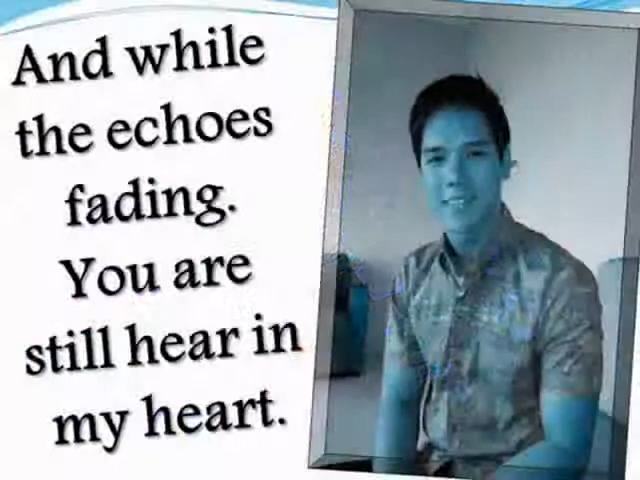 And while
the echoes
fading.
You are
still hear in
my heart.